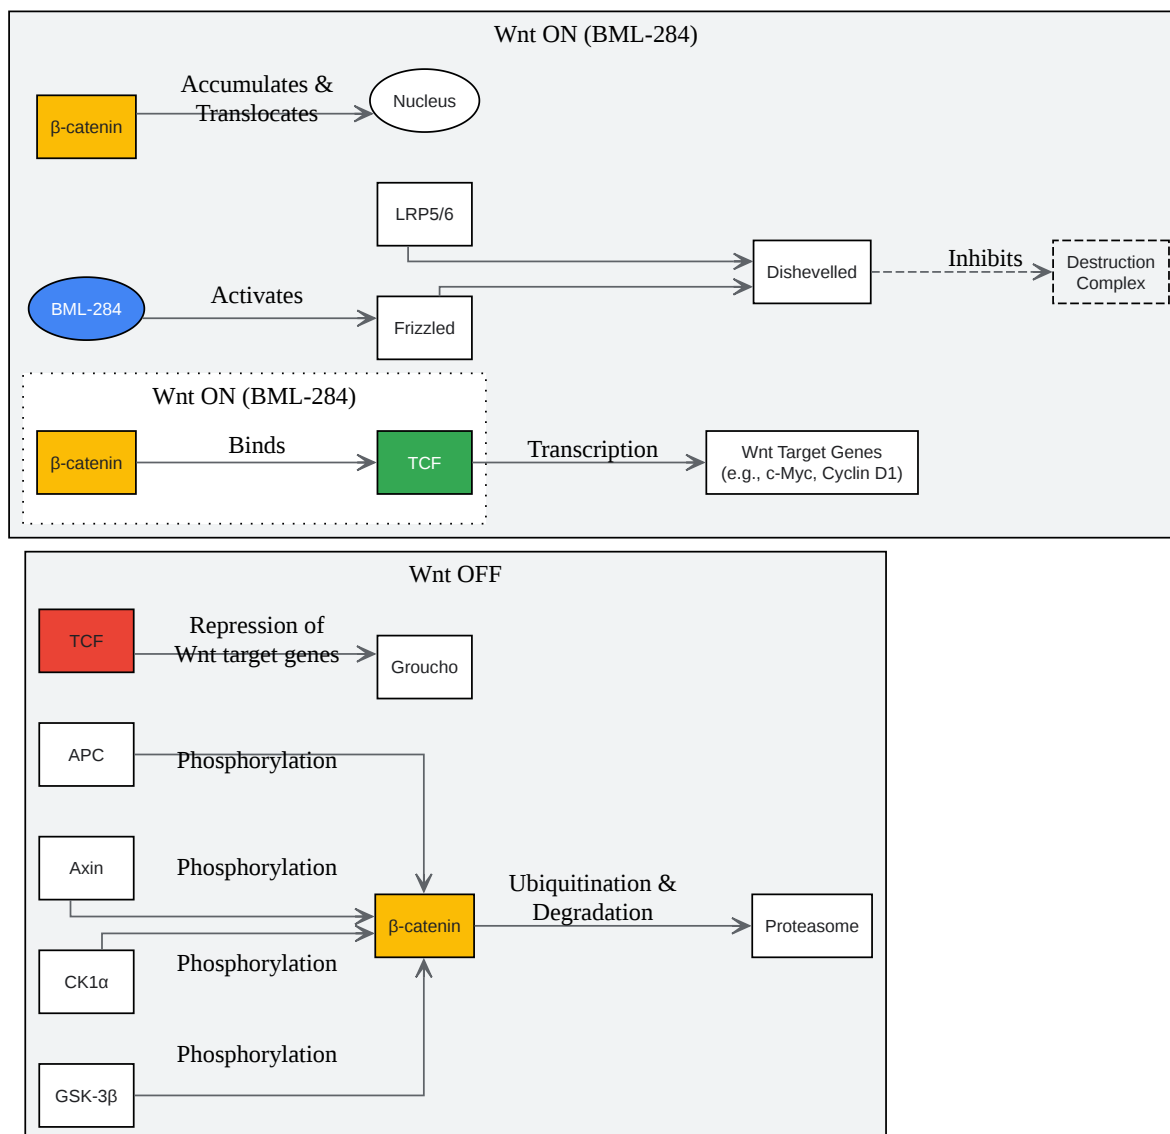 Wnt ON (BML-284)
Accumulates &
Translocates
β-catenin
Nucleus
LRP5/6
Dishevelled
Inhibits
Destruction
Complex
BML-284
Activates
Frizzled
Wnt ON (BML-284)
β-catenin
Binds
TCF
Transcription
Wnt Target Genes
(e.g., c-Myc, Cyclin D1)
Wnt OFF
TCF
Repression of
Wnt target genes
Groucho
APC
Phosphorylation
Axin
Phosphorylation
β-catenin
Ubiquitination &
Degradation
Proteasome
CK1α
Phosphorylation
GSK-3β
Phosphorylation